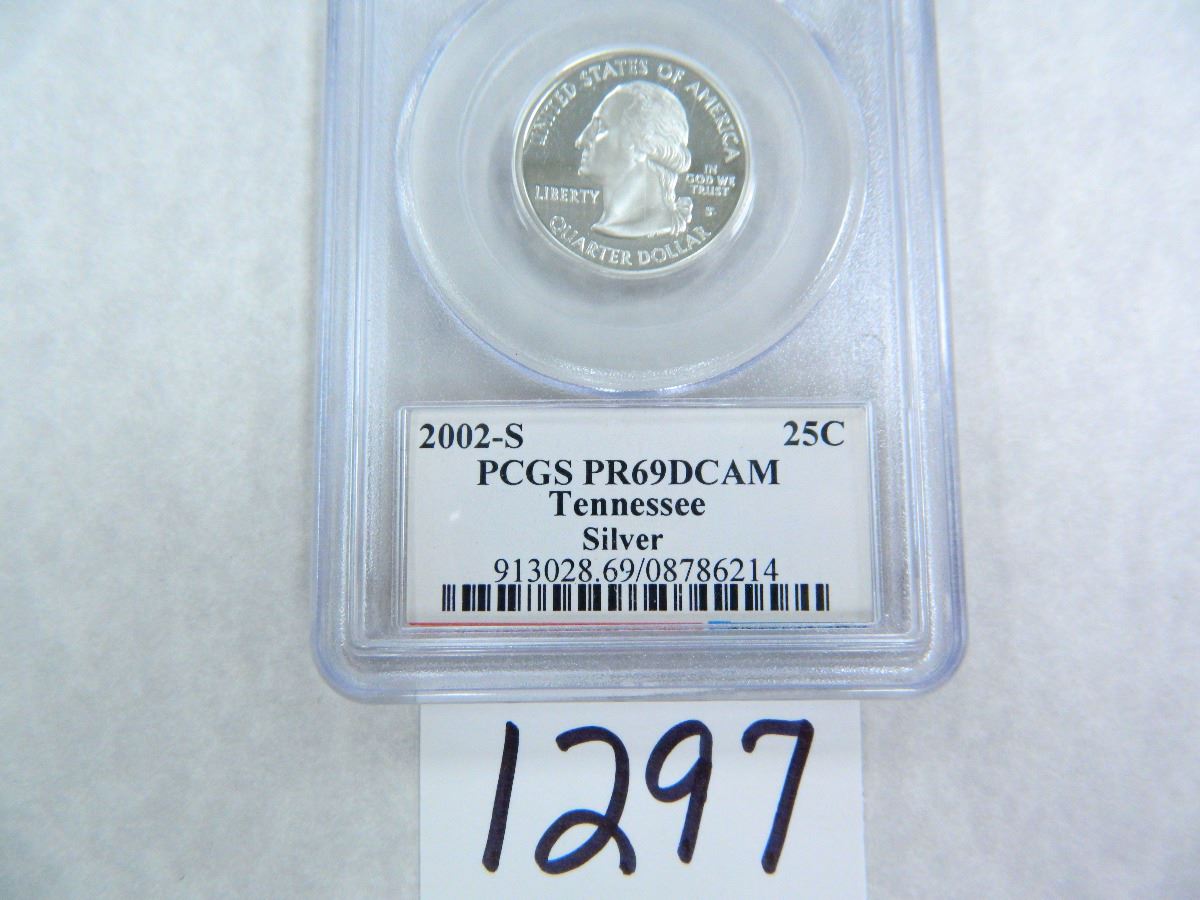 UNITED STATES OF AMERICA
LIBERTY
IN
GOD WE
TRUST
S
QUARTER DOLLAR
2002-S 25C
PCGS PR69DCAM
Tennessee
Silver
913028.69/08786214
1297